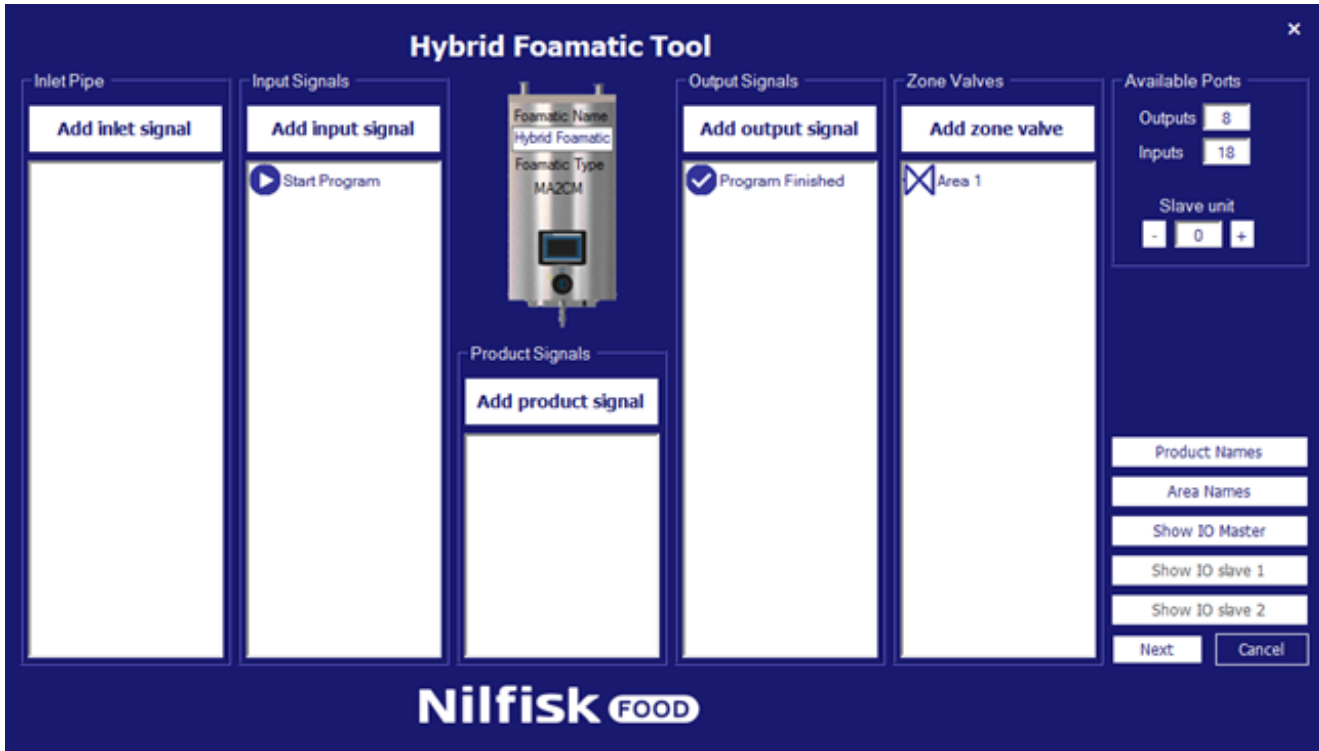 ×
Hybrid Foamatic Tool
Inlet Pipe
Add inlet signal
Input Signals
Add input signal
Start Program
Foamatic Name
Hybrid Foamatic
Foamatic Type
MA2CM
Product Signals
Add product signal
Output Signals
Add output signal
Program Finished
Zone Valves
Add zone valve
Area 1
Available Ports
Outputs 8
Inputs 18
Slave unit
- 0 +
Product Names
Area Names
Show IO Master
Show IO slave 1
Show IO slave 2
Next Cancel
Nilfisk FOOD